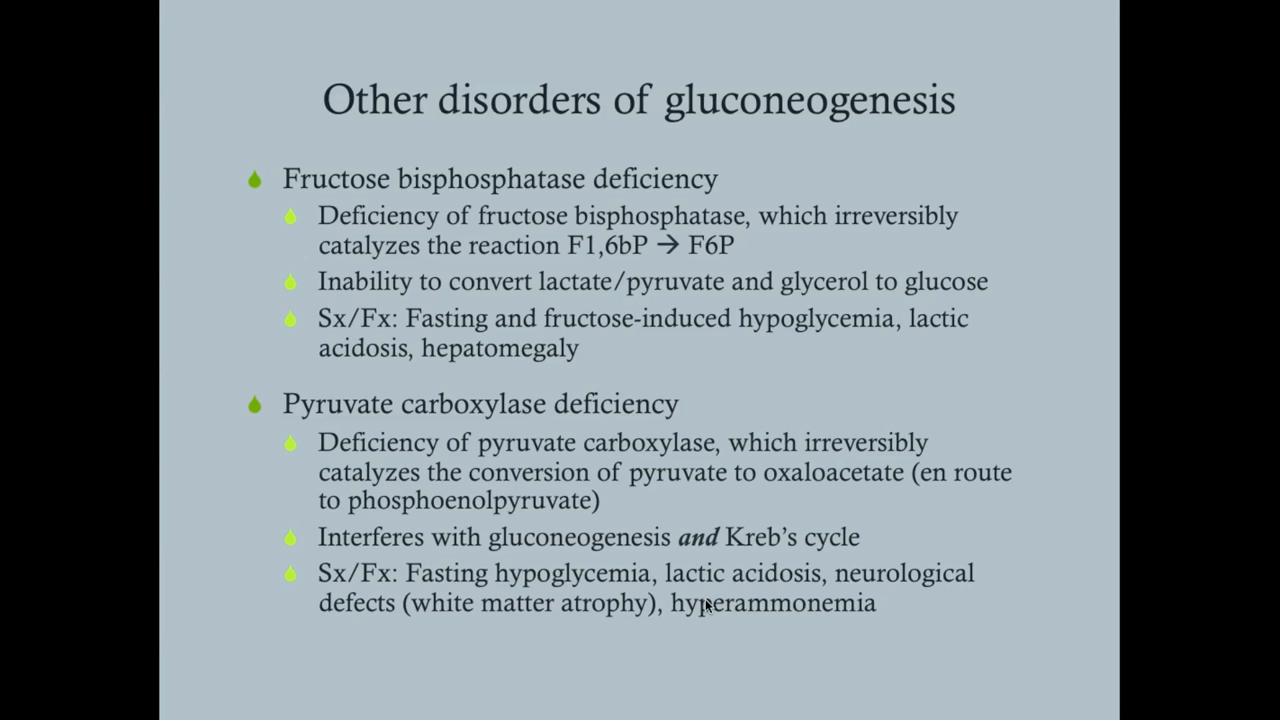 Other disorders of gluconeogenesis
Fructose bisphosphatase deficiency
Deficiency of fructose bisphosphatase, which irreversibly
catalyzes the reaction F1,6bP → F6P
Inability to convert lactate/pyruvate and glycerol to glucose
Sx/Fx: Fasting and fructose-induced hypoglycemia, lactic
acidosis, hepatomegaly
Pyruvate carboxylase deficiency
Deficiency of pyruvate carboxylase, which irreversibly
catalyzes the conversion of pyruvate to oxaloacetate (en route
to phosphoenolpyruvate)
Interferes with gluconeogenesis and Kreb’s cycle
Sx/Fx: Fasting hypoglycemia, lactic acidosis, neurological
defects (white matter atrophy), hyperammonemia